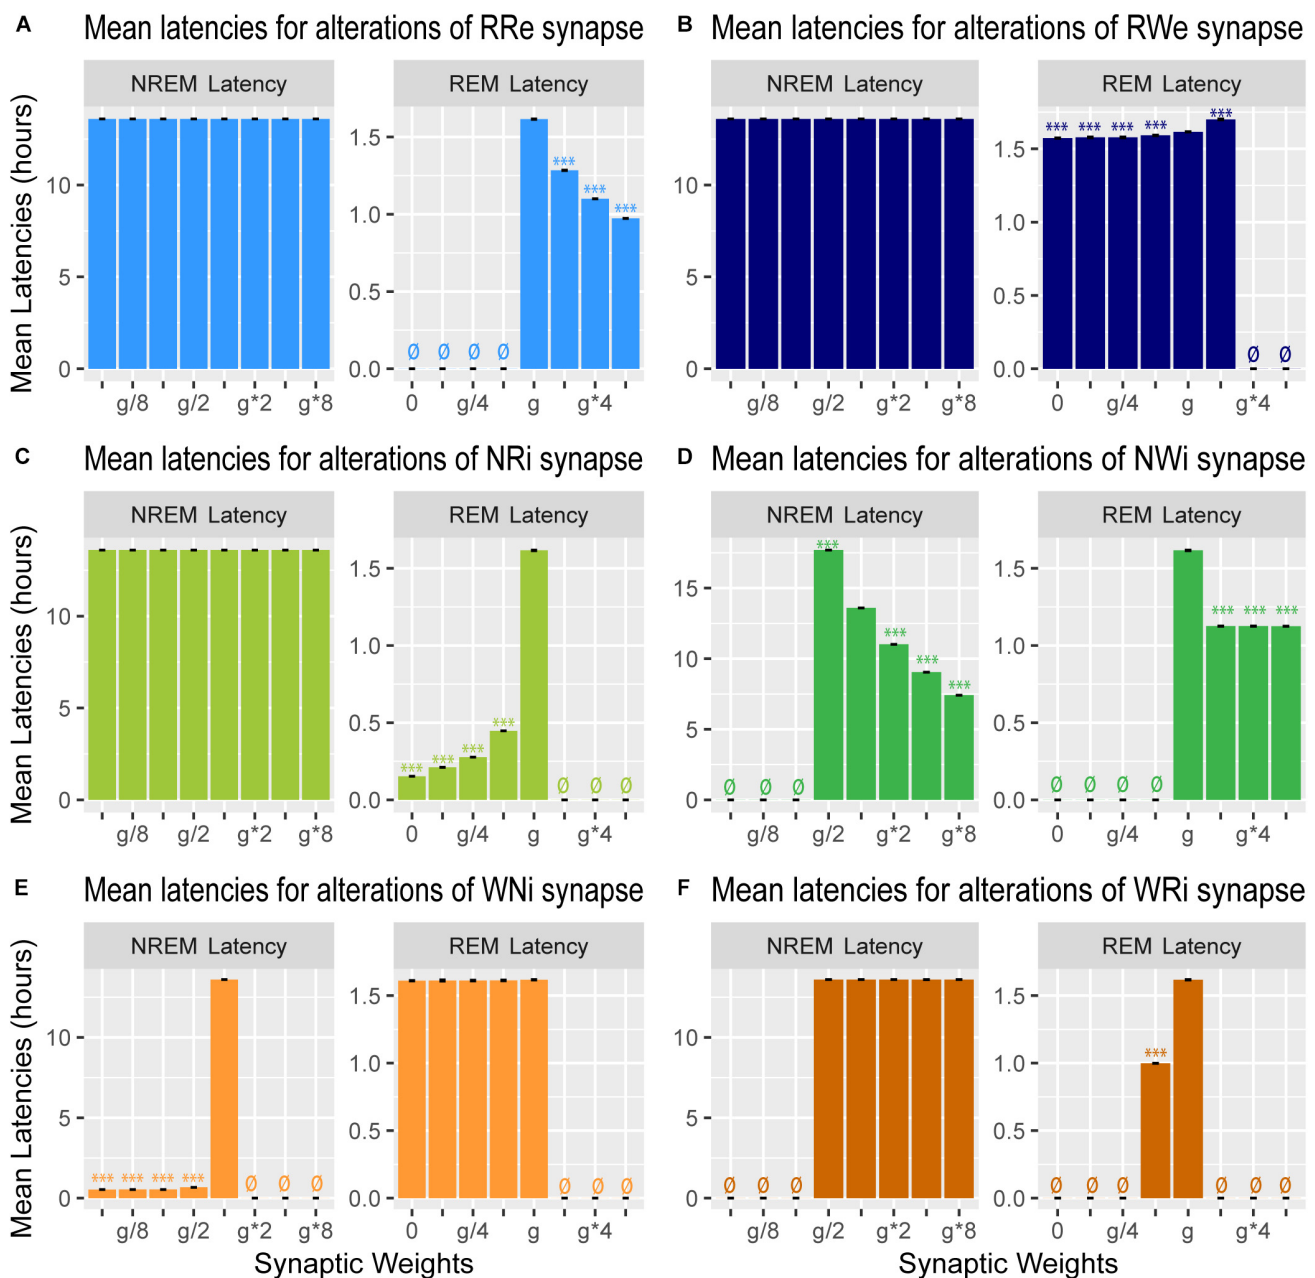 A Mean latencies for alterations of RRe synapse
NREM Latency
REM Latency
Mean Latencies (hours)
10
5
0
1.5
1.0
0.5
0.0
***
***
***
Ø Ø Ø Ø
g/8 g/2 g*2 g*8
0 g/4 g g*4
B Mean latencies for alterations of RWe synapse
NREM Latency
REM Latency
10
5
0
1.5
1.0
0.5
0.0
*** *** *** *** ***
Ø Ø
g/8 g/2 g*2 g*8
0 g/4 g g*4
C Mean latencies for alterations of NRi synapse
NREM Latency
REM Latency
Mean Latencies (hours)
10
5
0
1.5
1.0
0.5
0.0
*** *** *** ***
Ø Ø Ø
g/8 g/2 g*2 g*8
0 g/4 g g*4
D Mean latencies for alterations of NWi synapse
NREM Latency
REM Latency
15
10
5
0
***
***
***
***
Ø Ø Ø
1.5
1.0
0.5
0.0
*** *** ***
Ø Ø Ø Ø
g/8 g/2 g*2 g*8
0 g/4 g g*4
E Mean latencies for alterations of WNi synapse
NREM Latency
REM Latency
Mean Latencies (hours)
10
5
0
*** *** *** ***
Ø Ø Ø
1.5
1.0
0.5
0.0
Ø Ø Ø
g/8 g/2 g*2 g*8
0 g/4 g g*4
Synaptic Weights
F Mean latencies for alterations of WRi synapse
NREM Latency
REM Latency
10
5
0
Ø Ø Ø
1.5
1.0
0.5
0.0
***
Ø Ø Ø Ø Ø Ø
g/8 g/2 g*2 g*8
0 g/4 g g*4
Synaptic Weights